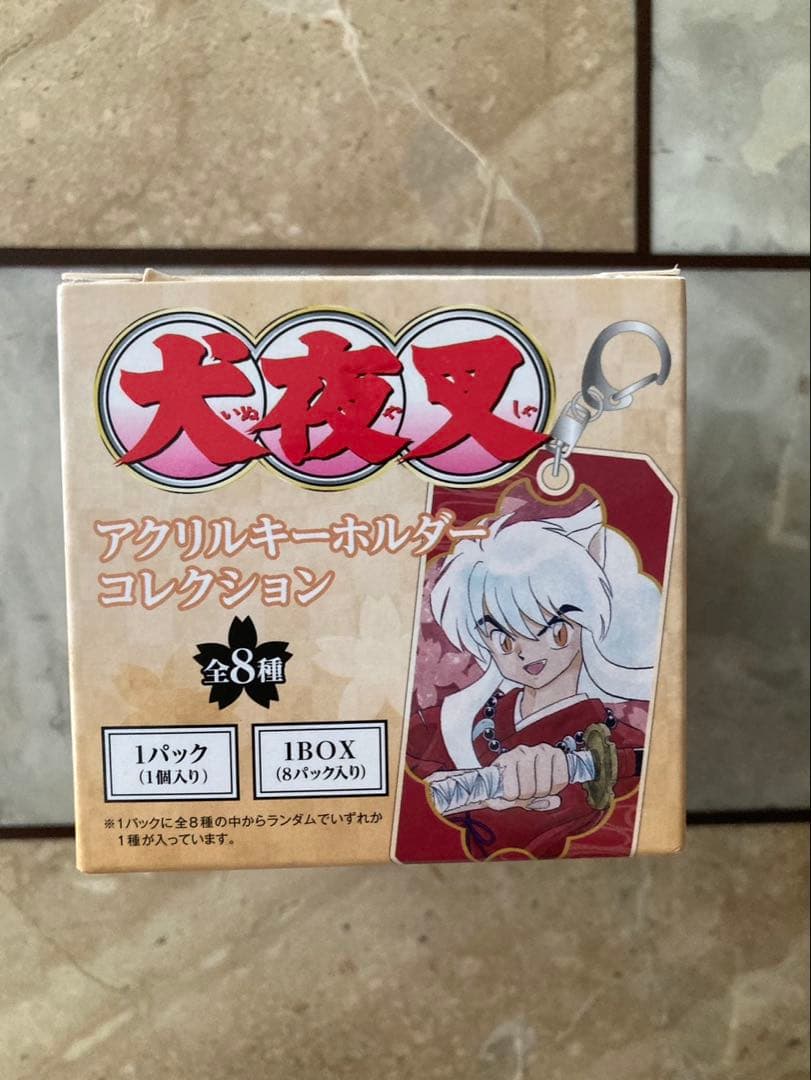 犬夜叉
いぬ や しゃ
アクリルキーホルダー
コレクション
全8種
1パック
(1個入り)
1BOX
(8パック入り)
※1パックに全8種の中からランダムでいずれか
1種が入っています。